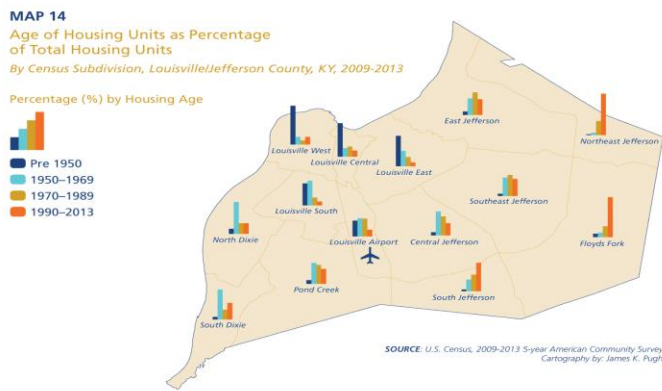 MAP 14
Age of Housing Units as Percentage
of Total Housing Units
By Census Subdivision, Louisville/Jefferson County, KY, 2009-2013
Percentage (%) by Housing Age
Pre 1950
1950–1969
1970–1989
1990–2013
East Jefferson
Northeast Jefferson
Louisville West
Louisville Central
Louisville East
Southeast Jefferson
Louisville South
North Dixie
Louisville Airport
Central Jefferson
Floyds Fork
Pond Creek
South Jefferson
South Dixie
SOURCE: U.S. Census, 2009-2013 5-year American Community Survey
Cartography by: James K. Pugh